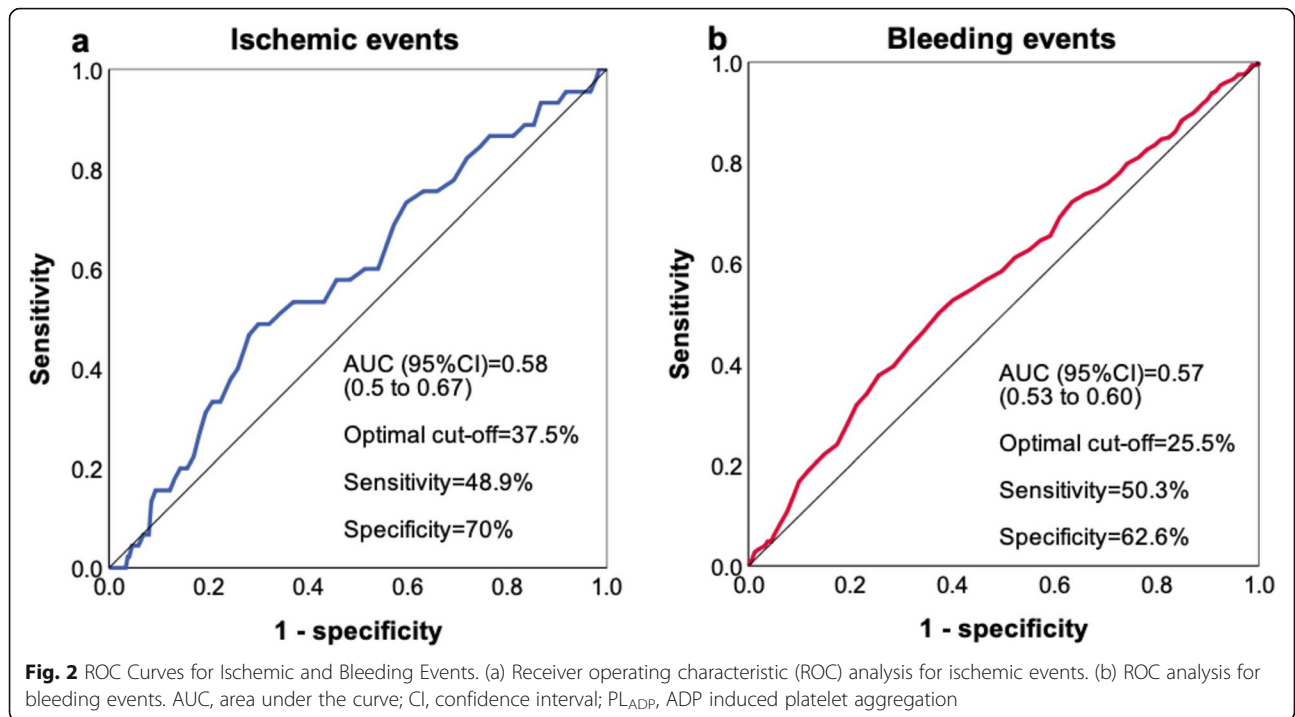 a Ischemic events
1.0
0.8
0.6
0.4
0.2
0.0
Sensitivity
AUC (95%CI)=0.58
(0.5 to 0.67)
Optimal cut-off=37.5%
Sensitivity=48.9%
Specificity=70%
0.0 0.2 0.4 0.6 0.8 1.0
1 - specificity
b Bleeding events
1.0
0.8
0.6
0.4
0.2
0.0
Sensitivity
AUC (95%CI)=0.57
(0.53 to 0.60)
Optimal cut-off=25.5%
Sensitivity=50.3%
Specificity=62.6%
0.0 0.2 0.4 0.6 0.8 1.0
1 - specificity
Fig. 2 ROC Curves for Ischemic and Bleeding Events. (a) Receiver operating characteristic (ROC) analysis for ischemic events. (b) ROC analysis for
bleeding events. AUC, area under the curve; CI, confidence interval; PLADP, ADP induced platelet aggregation